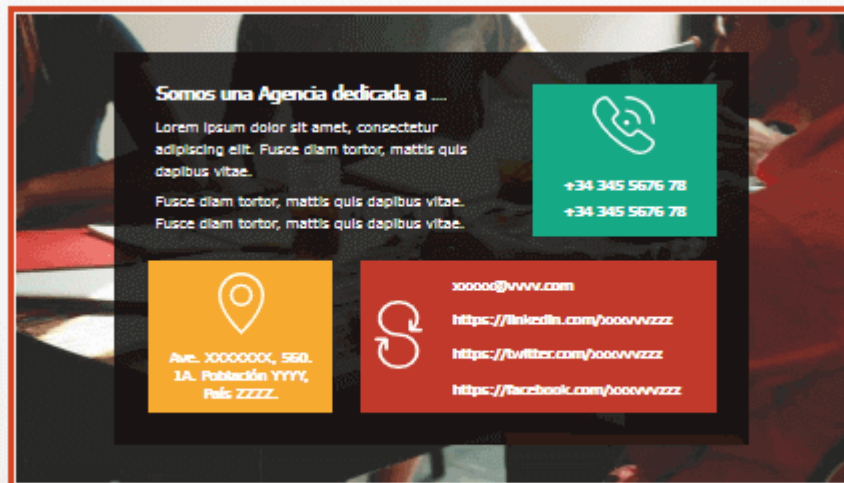 Somos una Agencia dedicada a ...
Lorem ipsum dolor sit amet, consectetur
adipiscing elit. Fusce diam tortor, mattis quis
dapibus vitae.
Fusce diam tortor, mattis quis dapibus vitae.
Fusce diam tortor, mattis quis dapibus vitae.
+34 345 5676 78
+34 345 5676 78
Ave. XXXXXXX, 560.
1A. Población YYYY,
País ZZZZ.
xxxxx@vvvv.com
https://linkedin.com/xxxvvvzzz
https://twitter.com/xxxvvvzzz
https://facebook.com/xxxvvvzzz